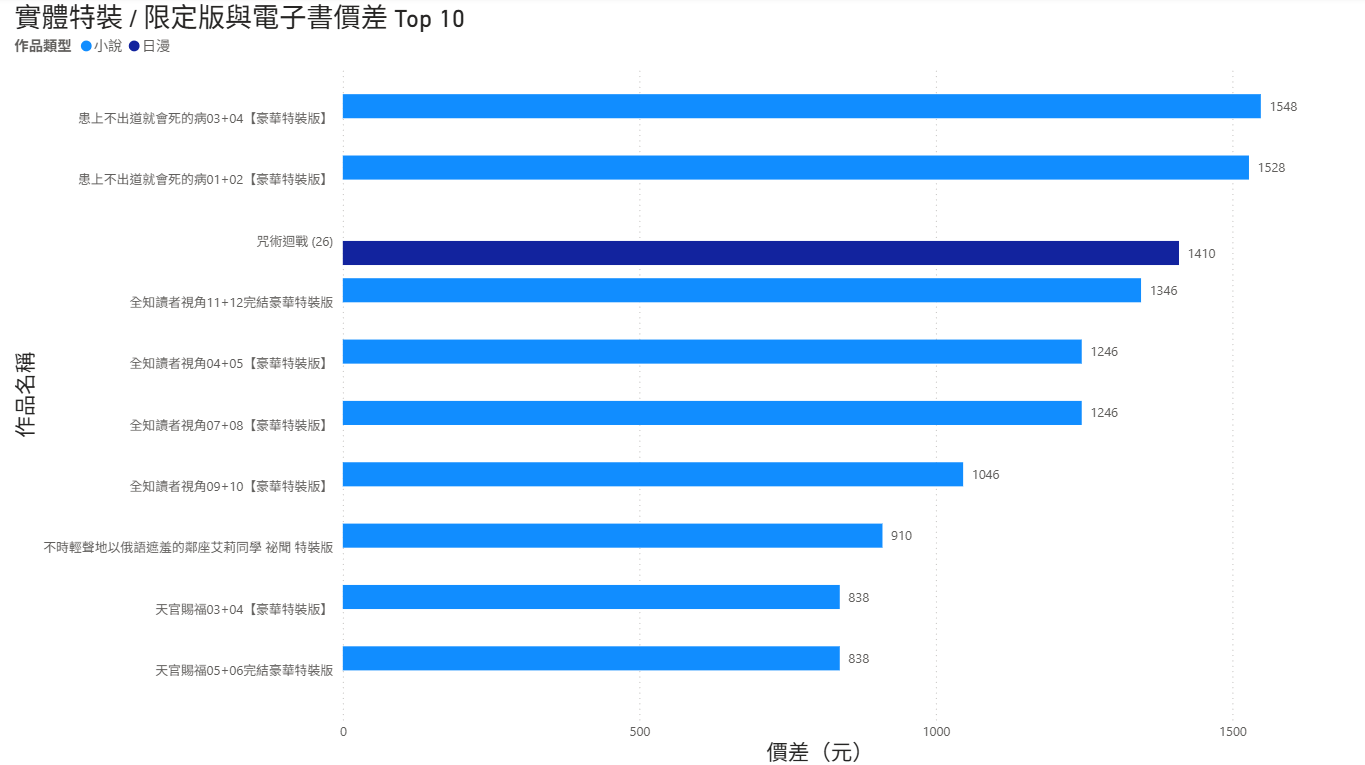 實體特裝 / 限定版與電子書價差 Top 10
作品類型 小說 日漫
患上不出道就會死的病03+04【豪華特裝版】 1548
患上不出道就會死的病01+02【豪華特裝版】 1528
咒術迴戰 (26) 1410
全知讀者視角11+12完結豪華特裝版 1346
全知讀者視角04+05【豪華特裝版】 1246
全知讀者視角07+08【豪華特裝版】 1246
全知讀者視角09+10【豪華特裝版】 1046
不時輕聲地以俄語遮羞的鄰座艾莉同學 祕聞 特裝版 910
天官賜福03+04【豪華特裝版】 838
天官賜福05+06完結豪華特裝版 838
作品名稱
0 500 1000 1500
價差（元）